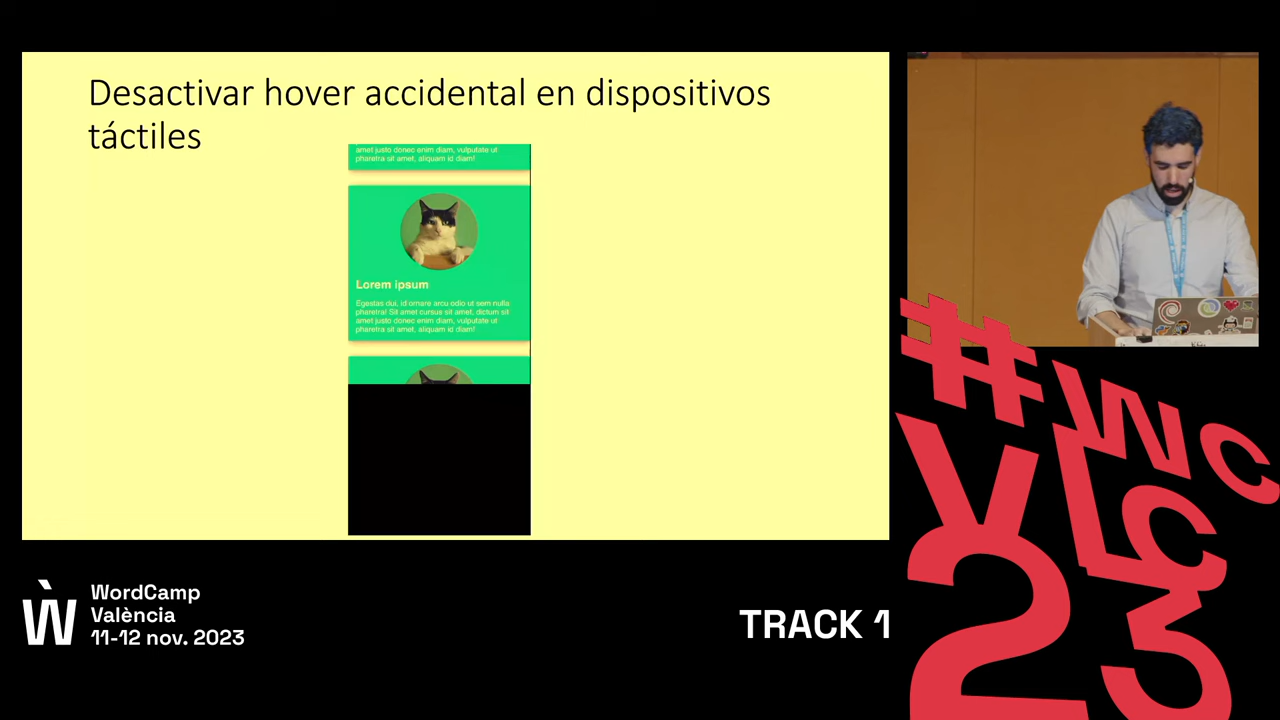 Desactivar hover accidental en dispositivos
táctiles
amet justo donec enim diam, vulputate ut
pharetra sit amet, aliquam id diam!
Lorem ipsum
Egestas dui, id ornare arcu odio ut sem nulla
pharetra! Sit amet cursus sit amet, dictum sit
amet justo donec enim diam, vulputate ut
pharetra sit amet, aliquam id diam!
WordCamp
València
11-12 nov. 2023
TRACK 1
#WC
VLC
23